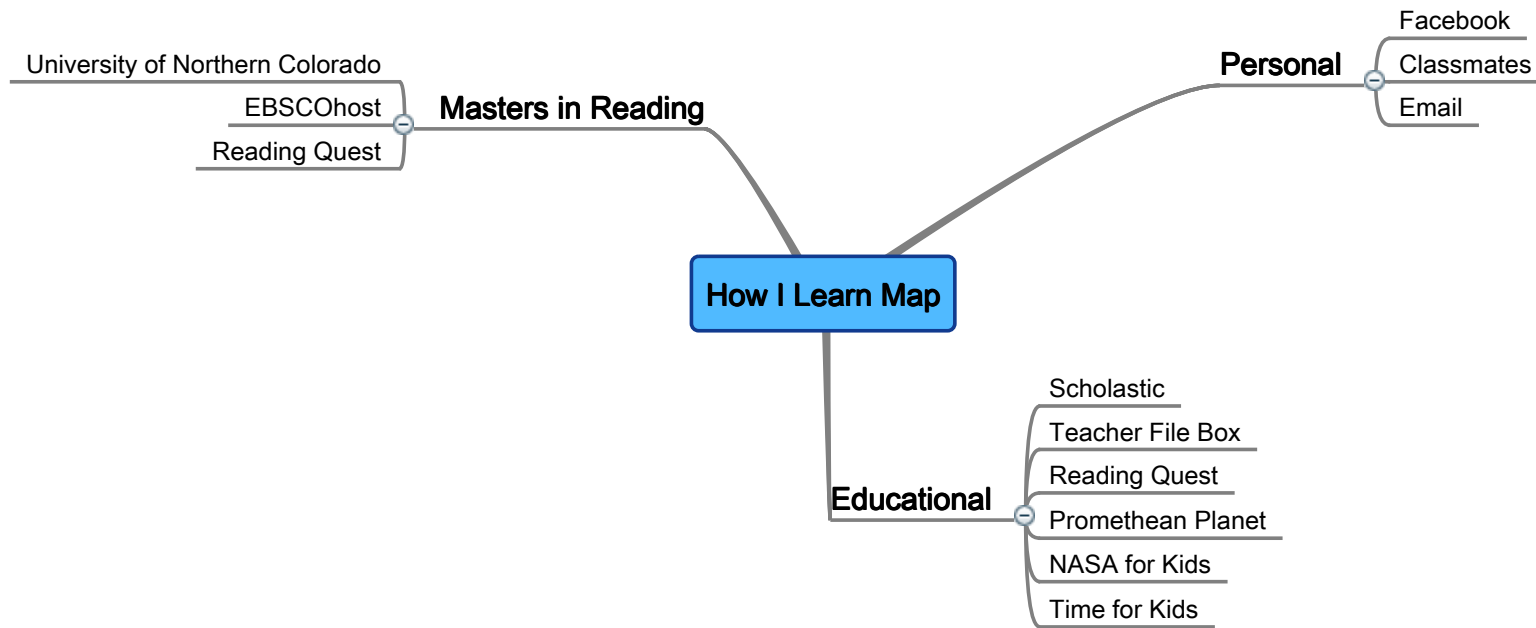 University of Northern Colorado
EBSCOhost
Reading Quest
Masters in Reading
Personal
Facebook
Classmates
Email
How I Learn Map
Educational
Scholastic
Teacher File Box
Reading Quest
Promethean Planet
NASA for Kids
Time for Kids